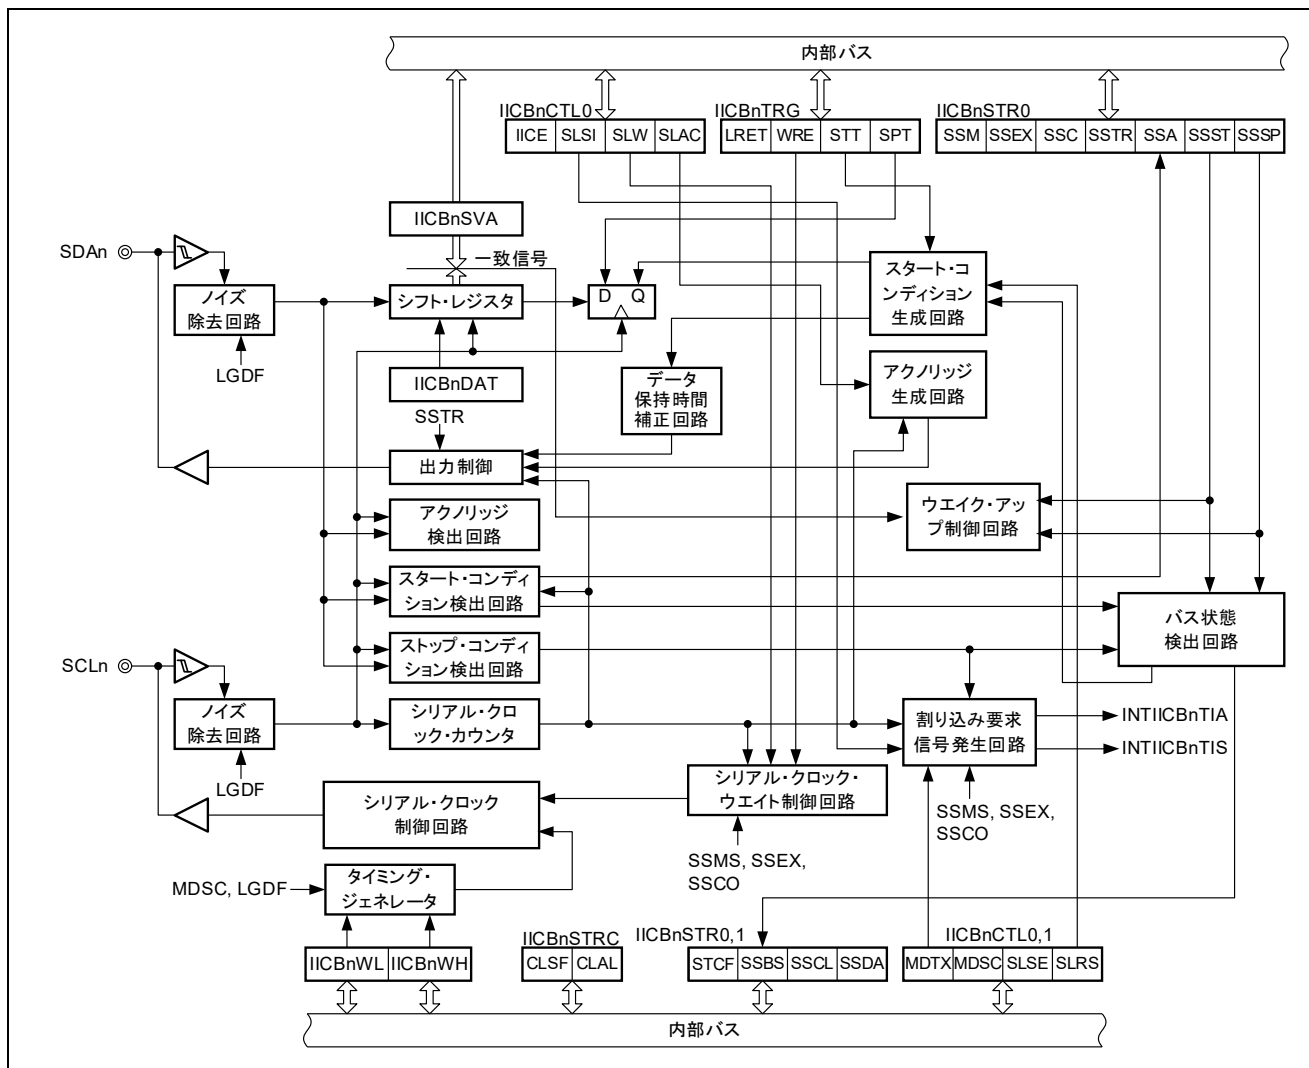 内部バス
IICBnCTL0
IICBnTRG
IICBnSTR0
IICE SLSI SLW SLAC
LRET WRE STT SPT
SSM SSEX SSC SSTR SSA SSST SSSP
IICBnSVA
SDAn
一致信号
ノイズ
除去回路
シフト・レジスタ
D Q
スタート・コ
ンディション
生成回路
LGDF
IICBnDAT
データ
保持時間
補正回路
アクノリッジ
生成回路
SSTR
出力制御
アクノリッジ
検出回路
ウエイク・アッ
プ制御回路
スタート・コンディ
ション検出回路
バス状態
検出回路
ストップ・コンディ
ション検出回路
SCLn
ノイズ
除去回路
シリアル・クロ
ック・カウンタ
割り込み要求
信号発生回路
INTIICBnTIA
INTIICBnTIS
LGDF
シリアル・クロック
制御回路
シリアル・クロック・
ウエイト制御回路
SSMS, SSEX,
SSCO
SSMS, SSEX,
SSCO
MDSC, LGDF
タイミング・
ジェネレータ
IICBnSTRC
IICBnSTR0,1
IICBnCTL0,1
IICBnWL IICBnWH
CLSF CLAL
STCF SSBS SSCL SSDA
MDTX MDSC SLSE SLRS
内部バス